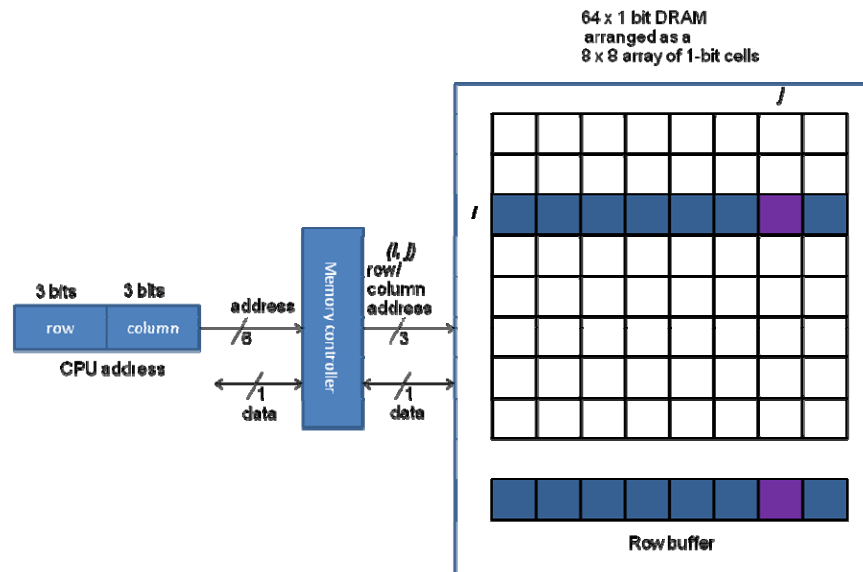 64 x 1 bit DRAM
arranged as a
8 x 8 array of 1-bit cells
j
i
(i, j)
row/
column
address
3 bits
3 bits
address
row
column
6
3
Memory controller
CPU address
1
1
data
data
Row buffer